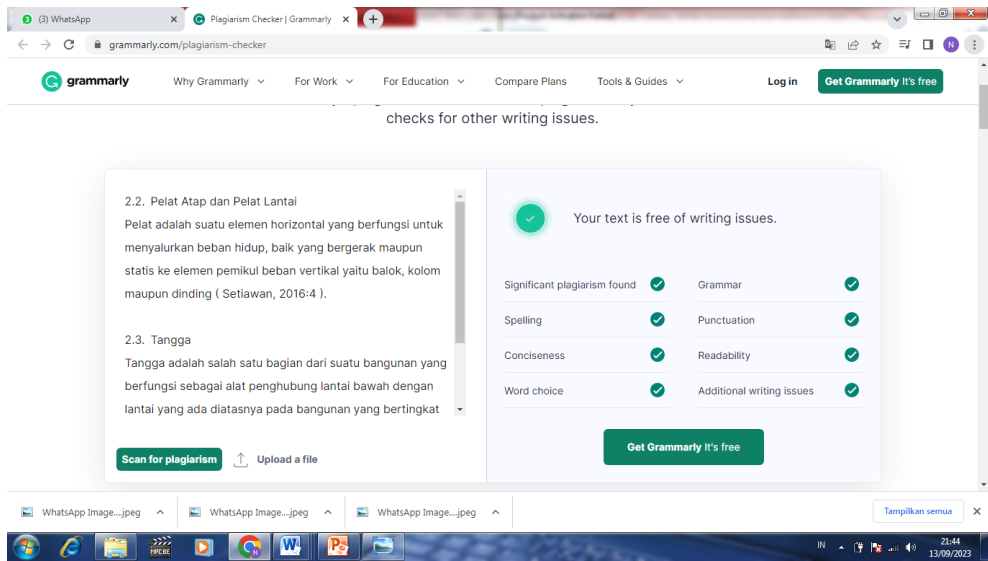 (3) WhatsApp
Plagiarism Checker | Grammarly
grammarly.com/plagiarism-checker
N
grammarly
Why Grammarly
For Work
For Education
Compare Plans
Tools & Guides
Log in
Get Grammarly It's free
checks for other writing issues.
2.2. Pelat Atap dan Pelat Lantai
Pelat adalah suatu elemen horizontal yang berfungsi untuk
menyalurkan beban hidup, baik yang bergerak maupun
statis ke elemen pemikul beban vertikal yaitu balok, kolom
maupun dinding ( Setiawan, 2016:4 ).
2.3. Tangga
Tangga adalah salah satu bagian dari suatu bangunan yang
berfungsi sebagai alat penghubung lantai bawah dengan
lantai yang ada diatasnya pada bangunan yang bertingkat
Scan for plagiarism
Upload a file
Your text is free of writing issues.
Significant plagiarism found
Grammar
Spelling
Punctuation
Conciseness
Readability
Word choice
Additional writing issues
Get Grammarly It's free
WhatsApp Image....jpeg
WhatsApp Image....jpeg
WhatsApp Image....jpeg
Tampilkan semua
MPC BE
IN
21:44
13/09/2023